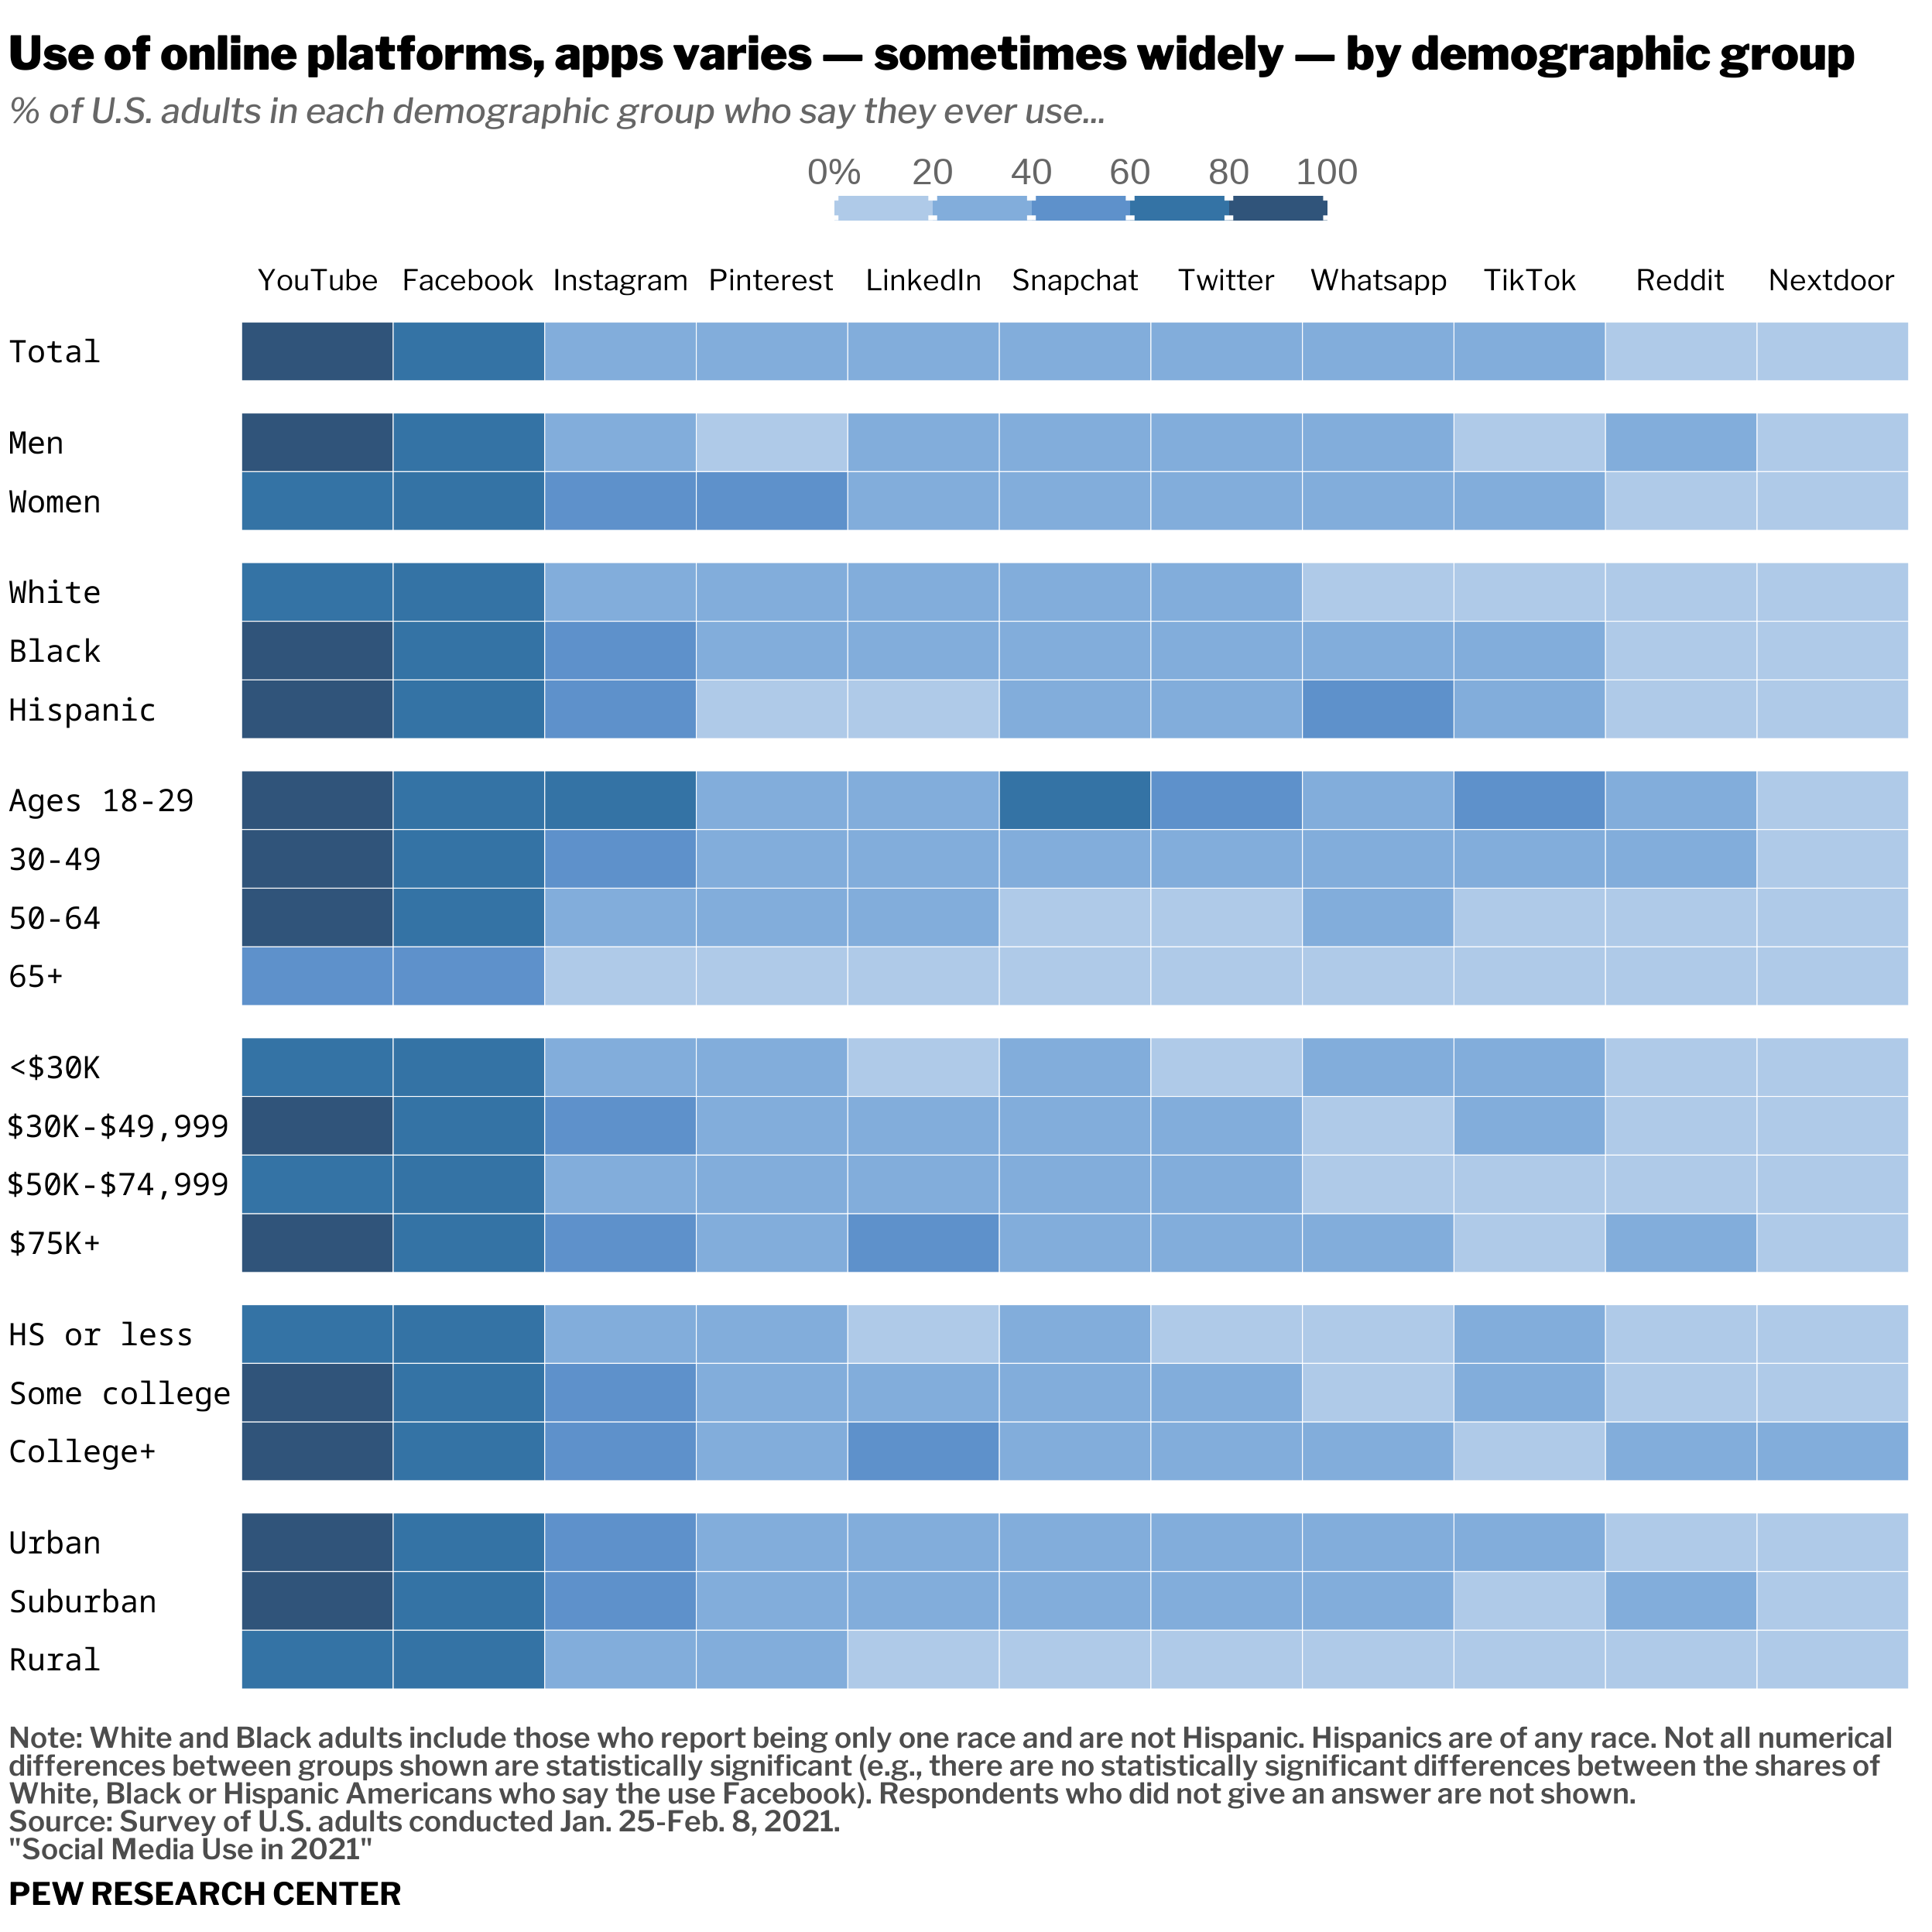 Use of online platforms, apps varies — sometimes widely — by demographic group
% of U.S. adults in each demographic group who say they ever use...
0% 20 40 60 80 100
YouTube Facebook Instagram Pinterest LinkedIn Snapchat Twitter Whatsapp TikTok Reddit Nextdoor
Total
Men
Women
White
Black
Hispanic
Ages 18-29
30-49
50-64
65+
<$30K
$30K-$49,999
$50K-$74,999
$75K+
HS or less
Some college
College+
Urban
Suburban
Rural
Note: White and Black adults include those who report being only one race and are not Hispanic. Hispanics are of any race. Not all numerical
differences between groups shown are statistically significant (e.g., there are no statistically significant differences between the shares of
White, Black or Hispanic Americans who say the use Facebook). Respondents who did not give an answer are not shown.
Source: Survey of U.S. adults conducted Jan. 25-Feb. 8, 2021.
"Social Media Use in 2021"
PEW RESEARCH CENTER